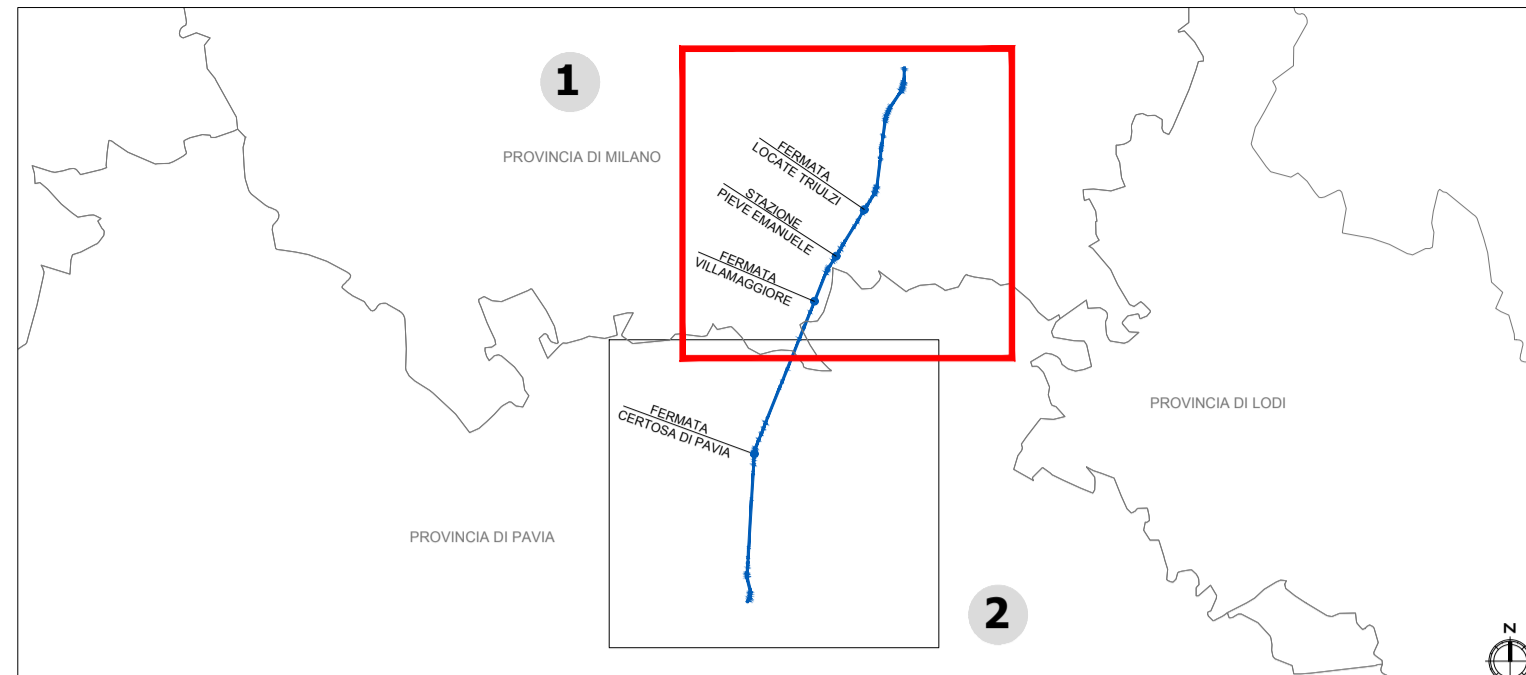 1
PROVINCIA DI MILANO
FERMATA
LOCATE TRIULZI
STAZIONE
PIEVE EMANUELE
FERMATA
VILLAMAGGIORE
PROVINCIA DI LODI
FERMATA
CERTOSA DI PAVIA
PROVINCIA DI PAVIA
2
N